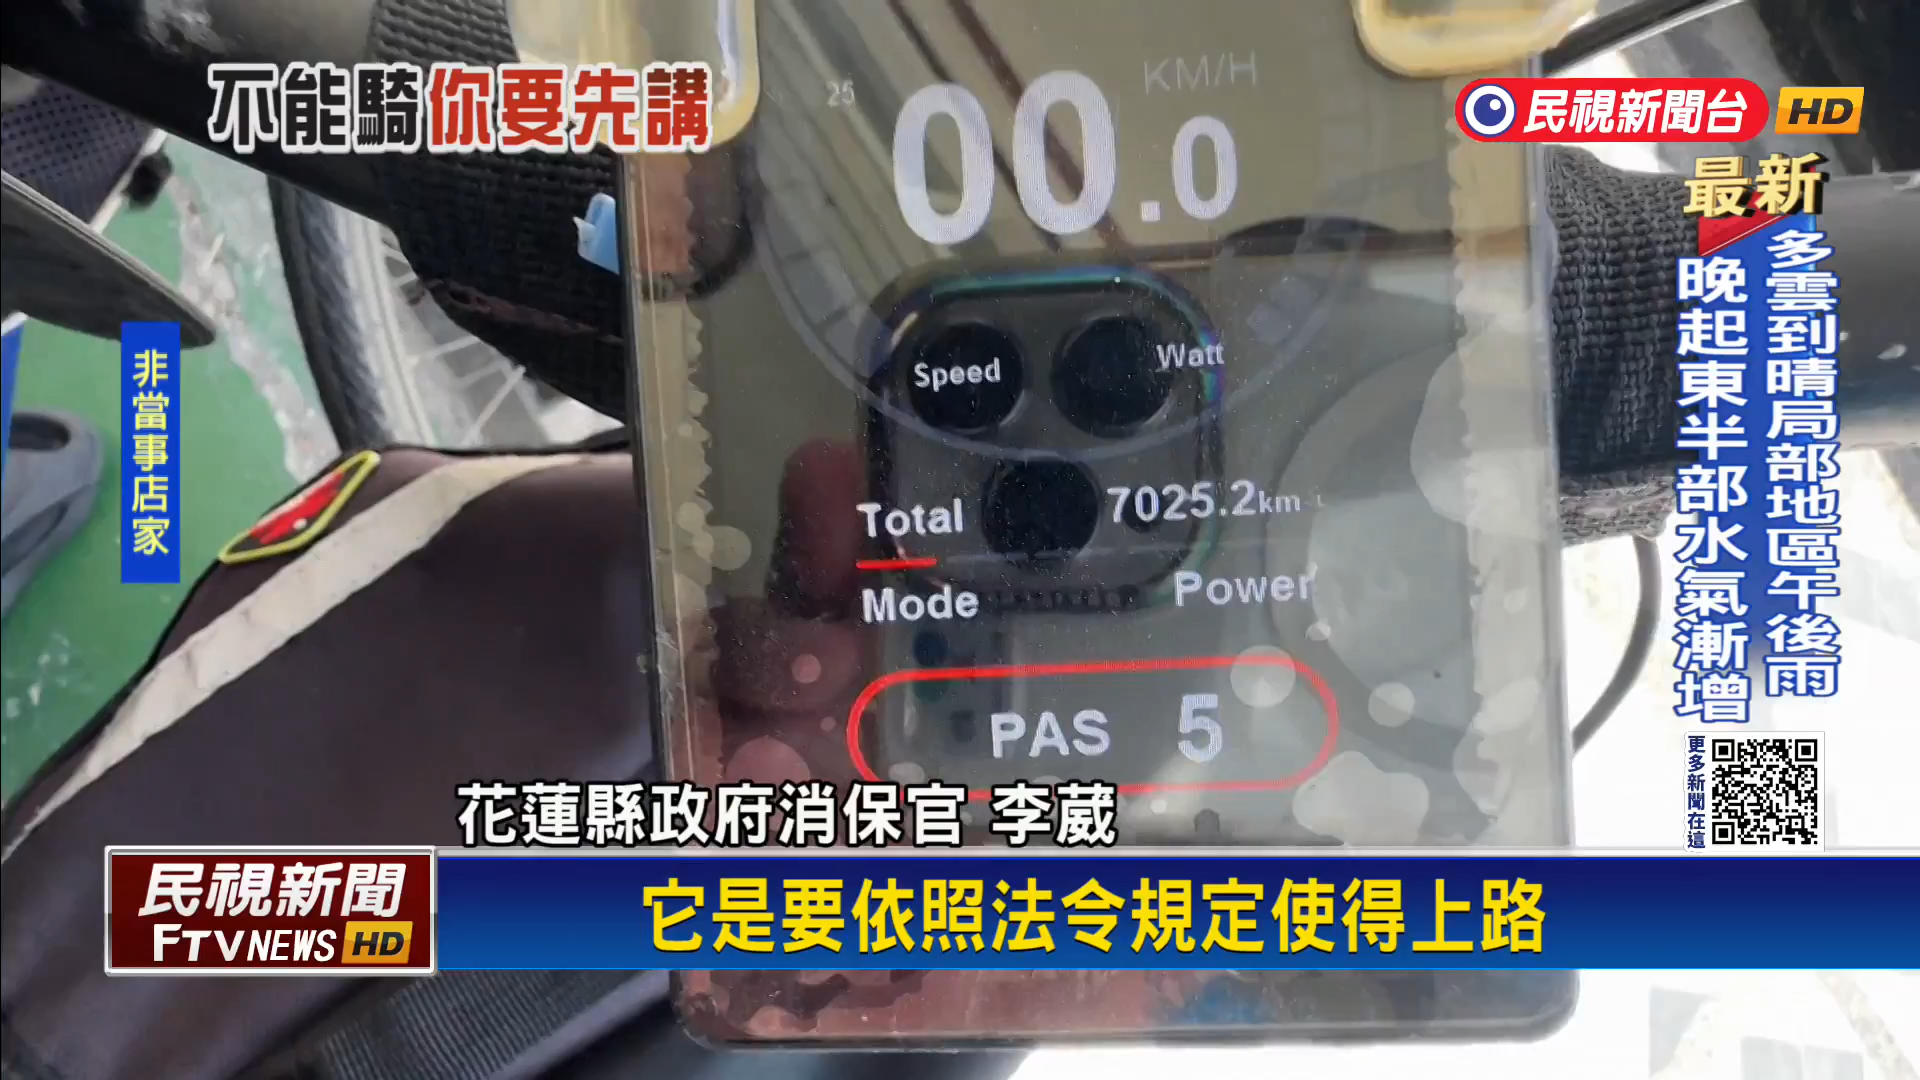 不能騎你要先講
民視新聞台 HD
最新
多雲到晴局部地區午後雨
晚起東半部水氣漸增
更多新聞在這
非當事店家
25
KM/H
00.0
Speed
Watt
Total 7025.2km
Mode Power
PAS 5
花蓮縣政府消保官 李葳
民視新聞
FTVNEWS HD
它是要依照法令規定使得上路